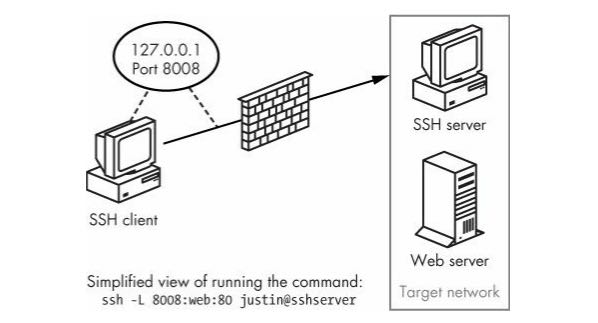 127.0.0.1
Port 8008
SSH server
SSH client
Web server
Simplified view of running the command:
ssh -L 8008:web:80 justin@sshserver
Target network